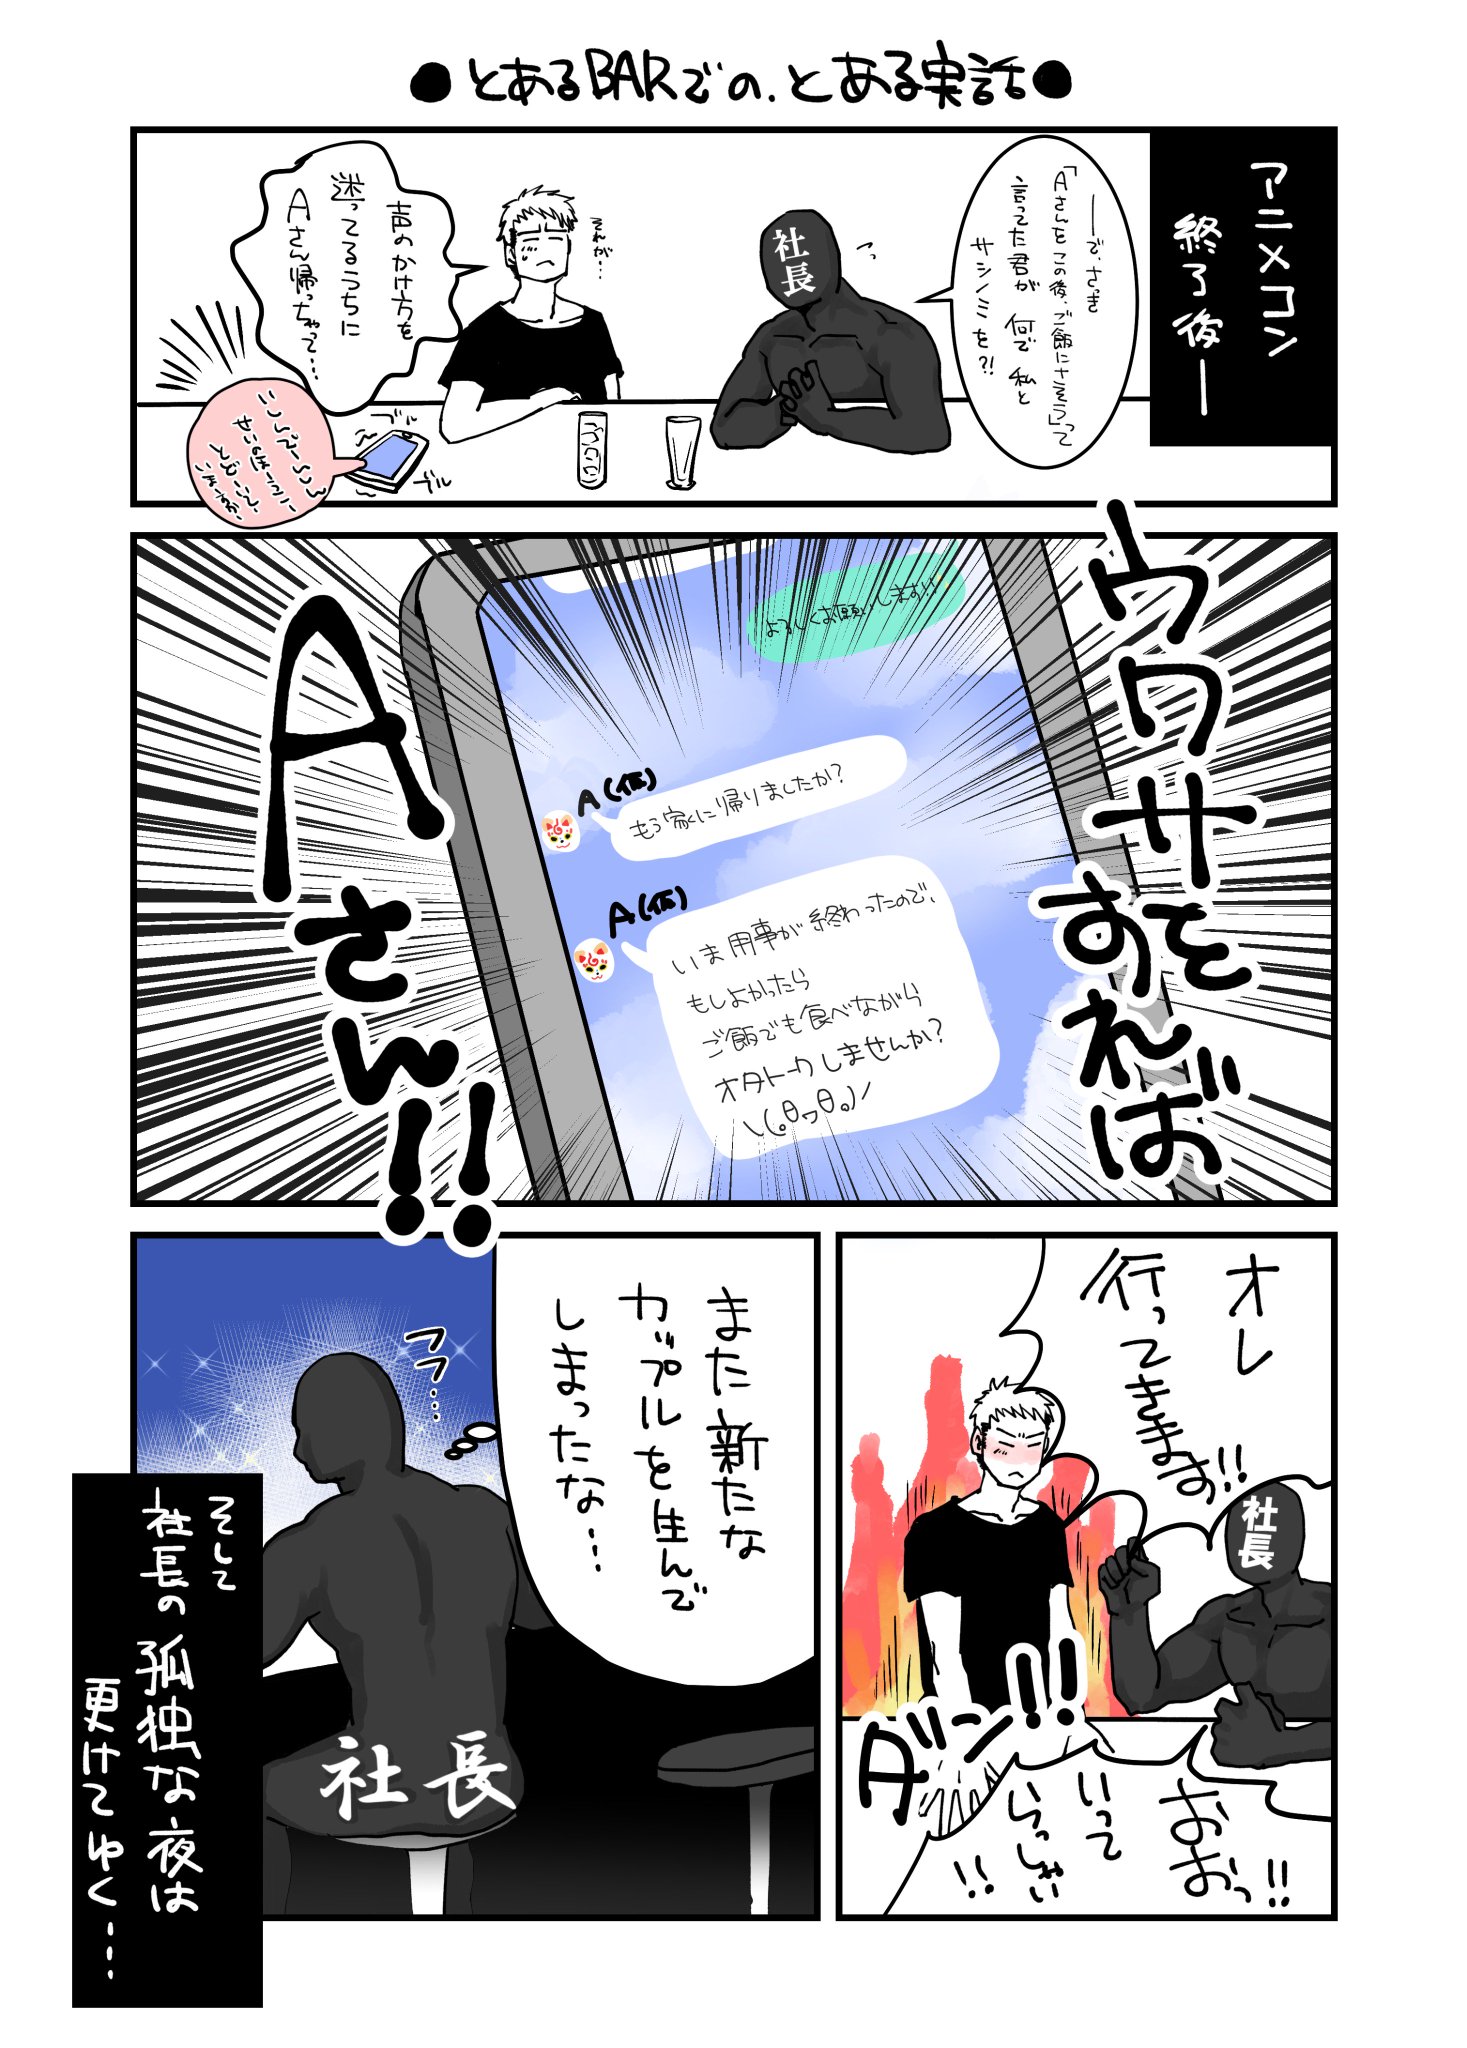 ●とあるBARでの、とある実話●
アニメコン
終了後ー
――で、さっき
「Aさんをこの後、ご飯にさそう」って
言ってた君が 何で 私と
サシノミを?!
社長
それが…
声のかけ方を
迷ってるうちに
Aさん帰っちゃって…
ブル
ブル
ウワサをすれば
Aさん!!
よろしくお願いします!!
A(仮)
もう家に帰りましたか?
A(仮)
いま用事が終わったので、
もしよかったら
ご飯でも食べながら
オタトークしませんか?
オレ
行ってきます!!
社長
ダン!!
おおっ!!
いって
らっしゃい
!!
また新たな
カップルを生んで
しまったな…
フフ…
社長
そして
社長の孤独な夜は
更けてゆく……